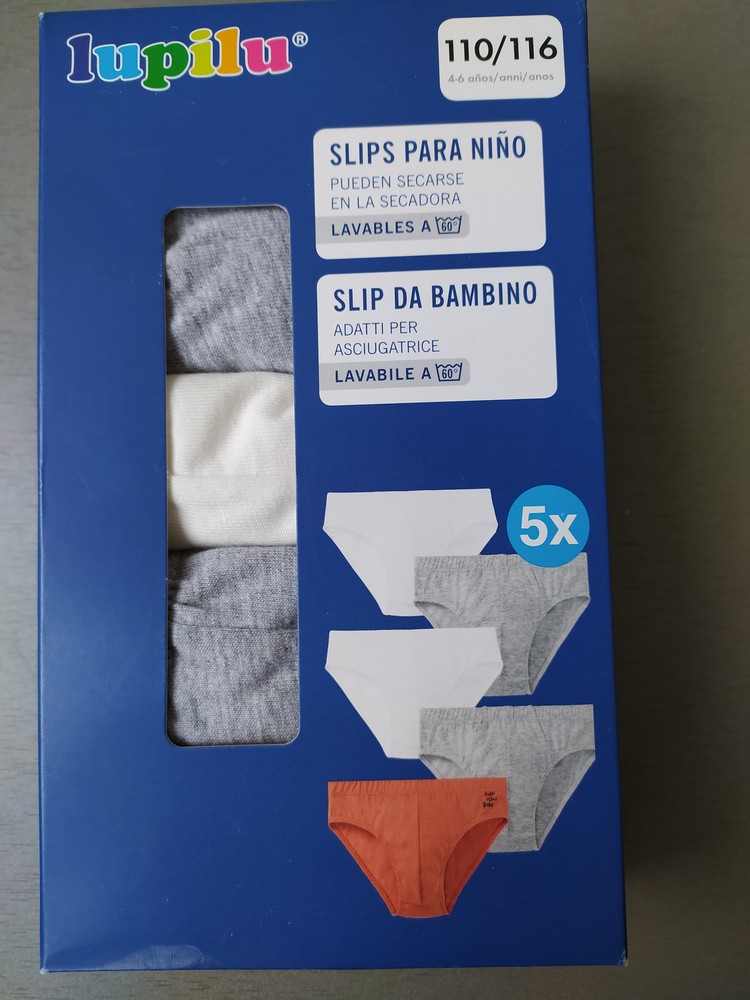 lupilu®
110/116
4-6 años/anni/anos
SLIPS PARA NIÑO
PUEDEN SECARSE
EN LA SECADORA
LAVABLES A 60°
SLIP DA BAMBINO
ADATTI PER
ASCIUGATRICE
LAVABILE A 60°
5x